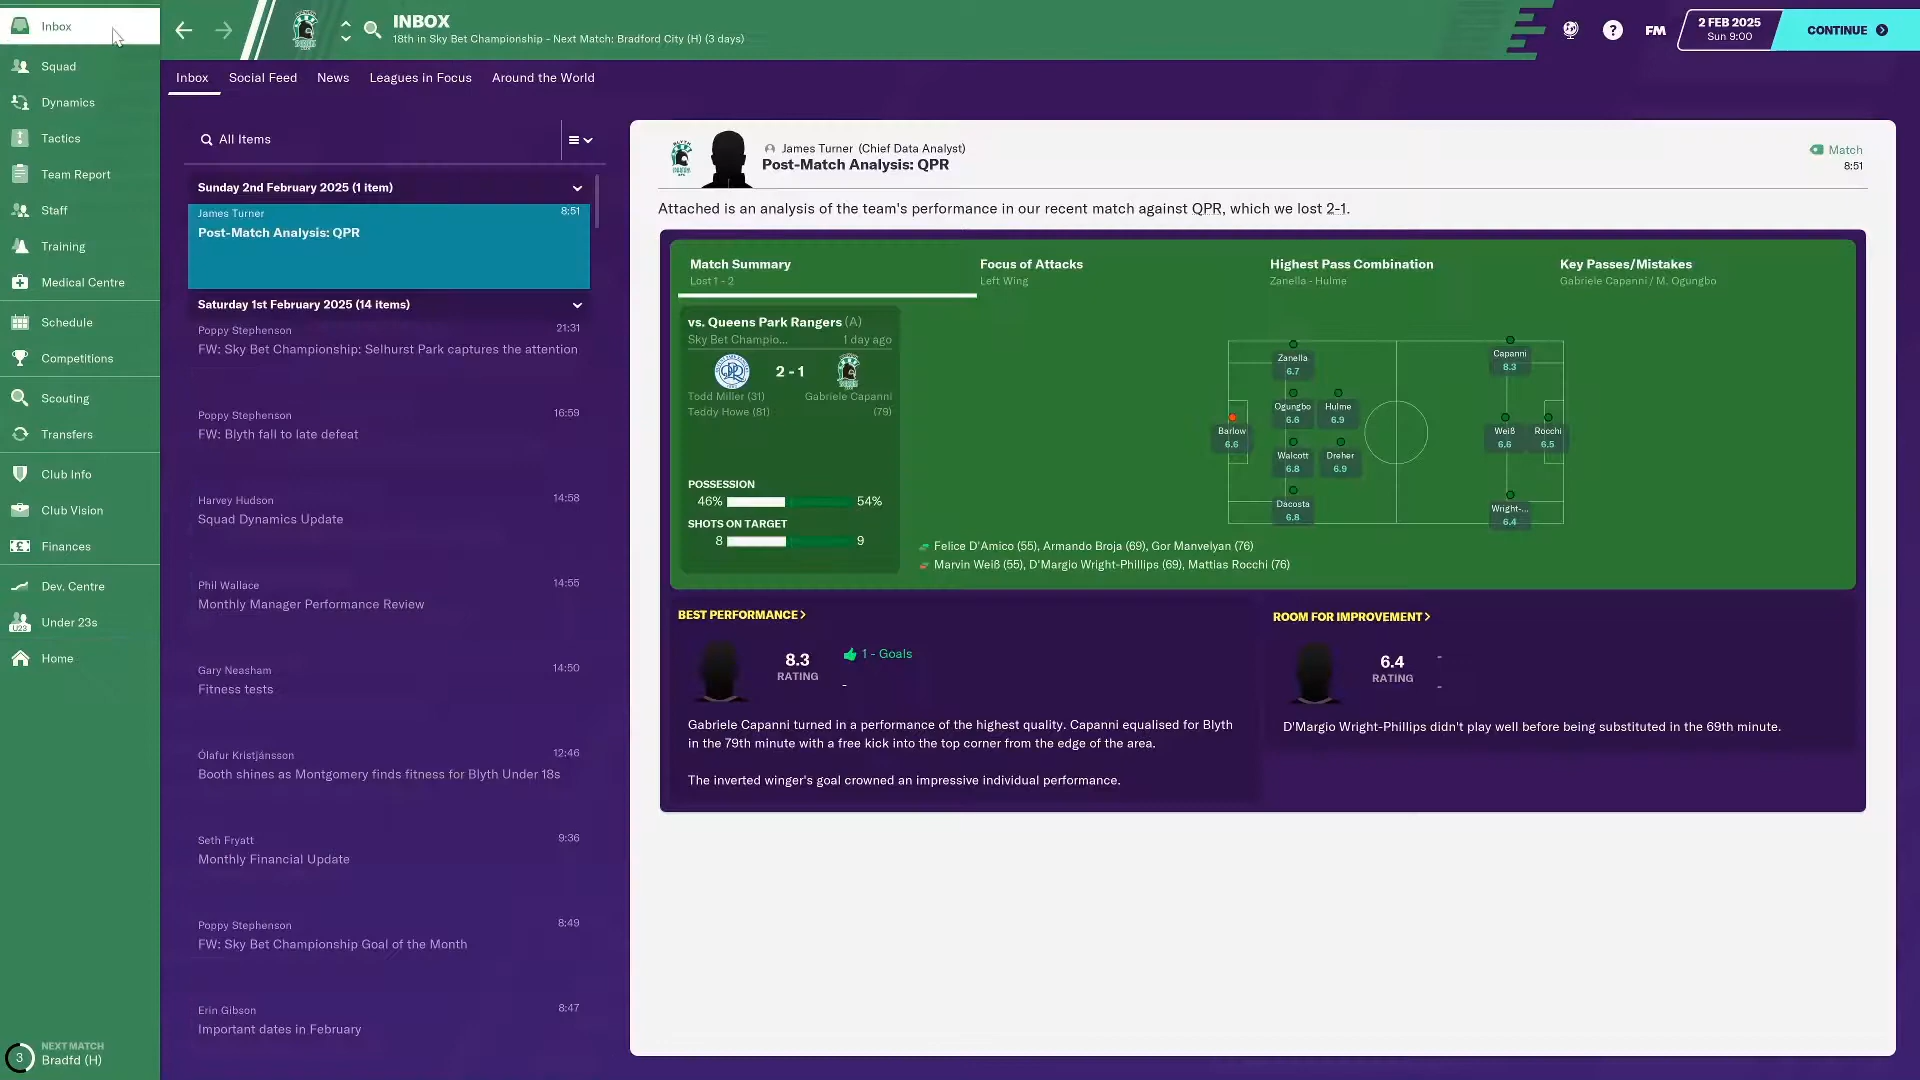 Inbox
Squad
Dynamics
Tactics
Team Report
Staff
Training
Medical Centre
Schedule
Competitions
Scouting
Transfers
Club Info
Club Vision
Finances
Dev. Centre
U23
Under 23s
Home
3
NEXT MATCH
Bradfd (H)
INBOX
18th in Sky Bet Championship - Next Match: Bradford City (H) (3 days)
?
FM
2 FEB 2025
Sun 9:00
CONTINUE
Inbox
Social Feed
News
Leagues in Focus
Around the World
All Items
Sunday 2nd February 2025 (1 item)
James Turner
8:51
Post-Match Analysis: QPR
Saturday 1st February 2025 (14 items)
Poppy Stephenson
21:31
FW: Sky Bet Championship: Selhurst Park captures the attention
Poppy Stephenson
16:59
FW: Blyth fall to late defeat
Harvey Hudson
14:58
Squad Dynamics Update
Phil Wallace
14:55
Monthly Manager Performance Review
Gary Neasham
14:50
Fitness tests
Ólafur Kristjánsson
12:46
Booth shines as Montgomery finds fitness for Blyth Under 18s
Seth Fryatt
9:36
Monthly Financial Update
Poppy Stephenson
8:49
FW: Sky Bet Championship Goal of the Month
Erin Gibson
8:47
Important dates in February
James Turner (Chief Data Analyst)
Post-Match Analysis: QPR
Match
8:51
Attached is an analysis of the team's performance in our recent match against QPR, which we lost 2-1.
Match Summary
Lost 1 - 2
Focus of Attacks
Left Wing
Highest Pass Combination
Zanella - Hulme
Key Passes/Mistakes
Gabriele Capanni / M. Ogungbo
vs. Queens Park Rangers (A)
Sky Bet Champio...
1 day ago
2 - 1
Todd Miller (31)
Teddy Howe (81)
Gabriele Capanni
(79)
POSSESSION
46%
54%
SHOTS ON TARGET
8
9
Zanella
6.7
Capanni
8.3
Ogungbo
6.6
Hulme
6.9
Barlow
6.6
Weiß
6.6
Rocchi
6.5
Walcott
6.8
Dreher
6.9
Dacosta
6.8
Wright-...
6.4
Felice D'Amico (55), Armando Broja (69), Gor Manvelyan (76)
Marvin Weiß (55), D'Margio Wright-Phillips (69), Mattias Rocchi (76)
BEST PERFORMANCE>
8.3
RATING
1 - Goals
-
Gabriele Capanni turned in a performance of the highest quality. Capanni equalised for Blyth
in the 79th minute with a free kick into the top corner from the edge of the area.
The inverted winger's goal crowned an impressive individual performance.
ROOM FOR IMPROVEMENT>
6.4
RATING
-
-
D'Margio Wright-Phillips didn't play well before being substituted in the 69th minute.